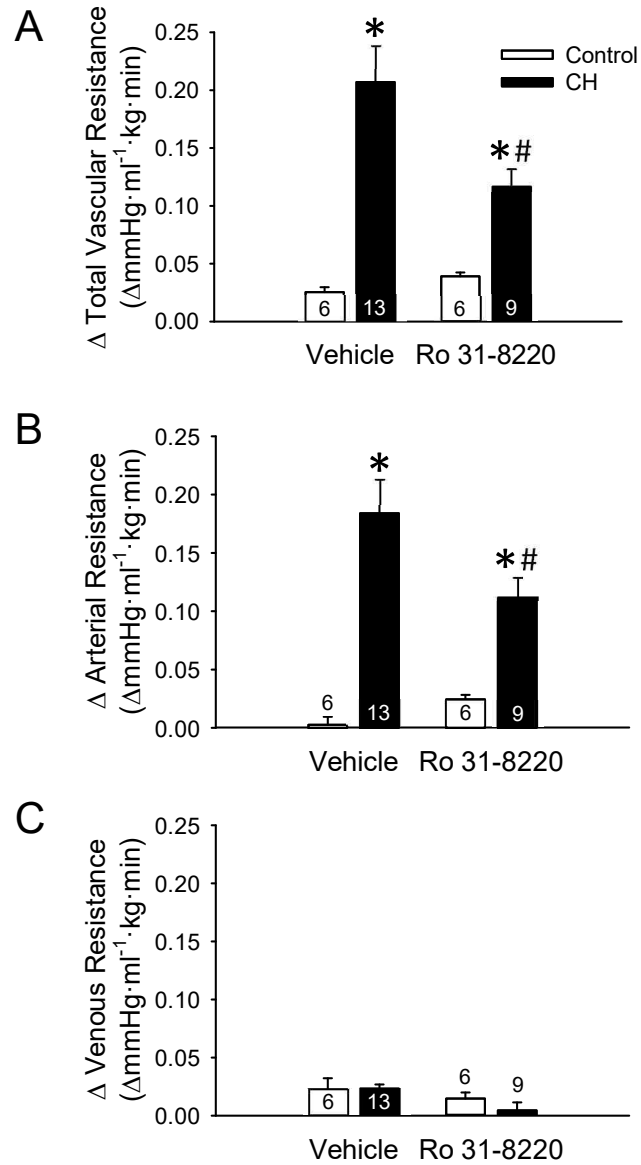 A
Δ Total Vascular Resistance
(ΔmmHg·ml⁻¹·kg·min)
0.25
0.20
0.15
0.10
0.05
0.00
*
*#
Control
CH
6
13
6
9
Vehicle Ro 31-8220
B
Δ Arterial Resistance
(ΔmmHg·ml⁻¹·kg·min)
0.25
0.20
0.15
0.10
0.05
0.00
*
*#
6
13
6
9
Vehicle Ro 31-8220
C
Δ Venous Resistance
(ΔmmHg·ml⁻¹·kg·min)
0.25
0.20
0.15
0.10
0.05
0.00
6
13
6
9
Vehicle Ro 31-8220